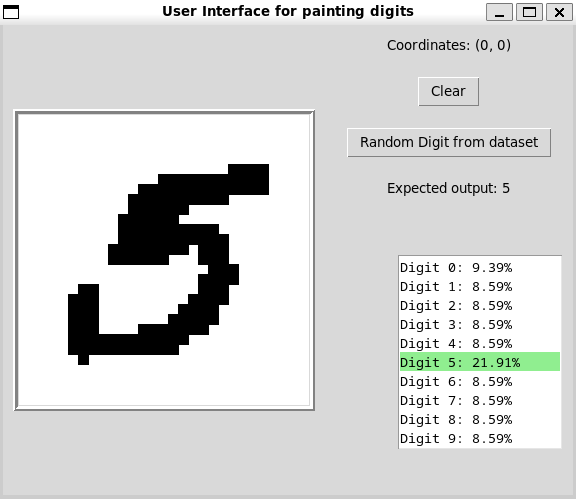 User Interface for painting digits
Coordinates: (0, 0)
Clear
Random Digit from dataset
Expected output: 5
5
Digit 0: 9.39%
Digit 1: 8.59%
Digit 2: 8.59%
Digit 3: 8.59%
Digit 4: 8.59%
Digit 5: 21.91%
Digit 6: 8.59%
Digit 7: 8.59%
Digit 8: 8.59%
Digit 9: 8.59%